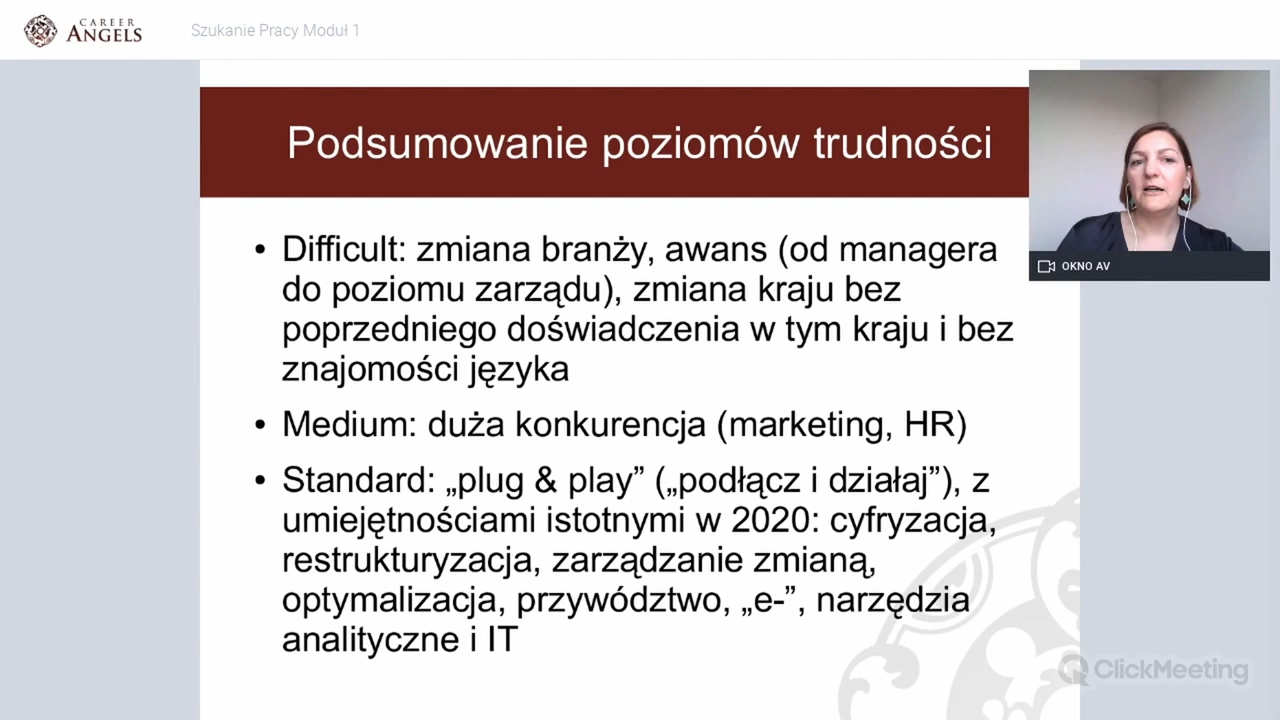 CAREER
ANGELS
Szukanie Pracy Moduł 1
Podsumowanie poziomów trudności
OKNO AV
• Difficult: zmiana branży, awans (od managera
do poziomu zarządu), zmiana kraju bez
poprzedniego doświadczenia w tym kraju i bez
znajomości języka
• Medium: duża konkurencja (marketing, HR)
• Standard: „plug & play” („podłącz i działaj”), z
umiejętnościami istotnymi w 2020: cyfryzacja,
restrukturyzacja, zarządzanie zmianą,
optymalizacja, przywództwo, „e-”, narzędzia
analityczne i IT
ClickMeeting